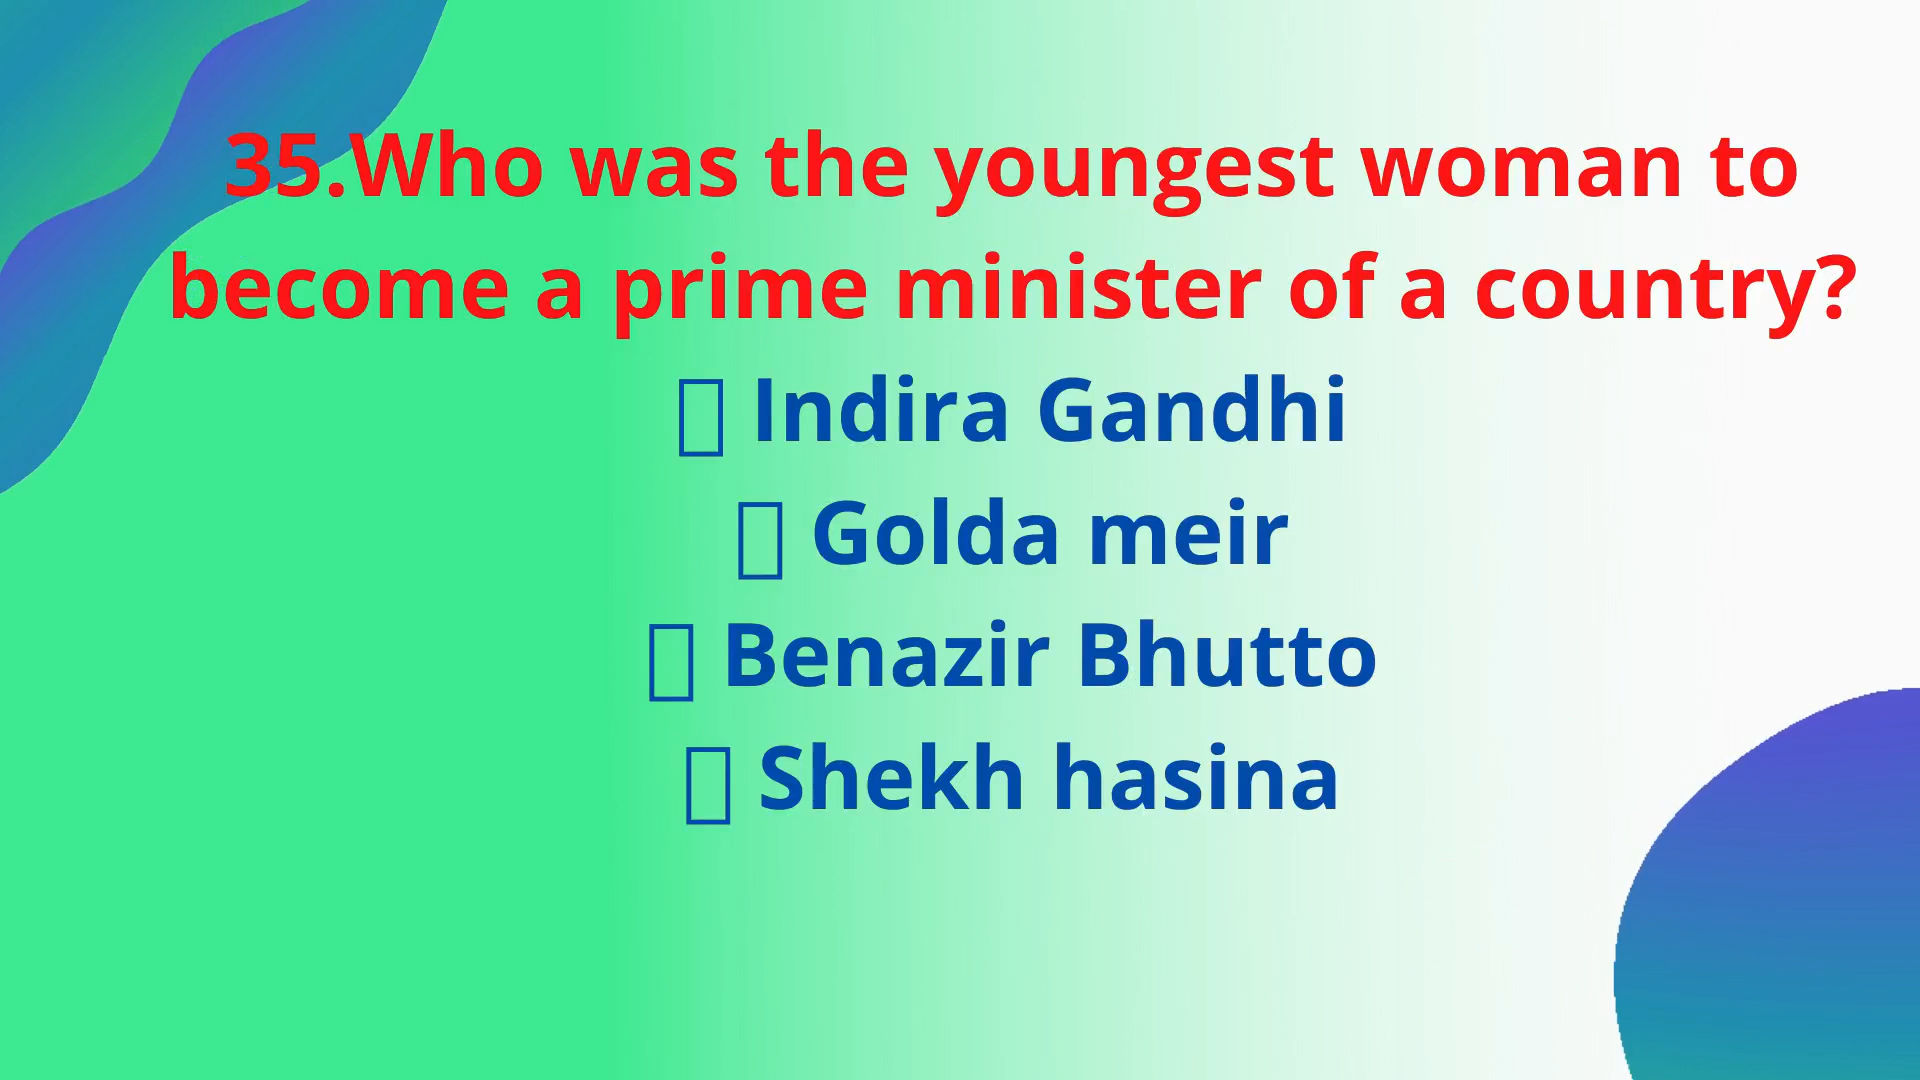 35.Who was the youngest woman to
become a prime minister of a country?
Indira Gandhi
Golda meir
Benazir Bhutto
Shekh hasina